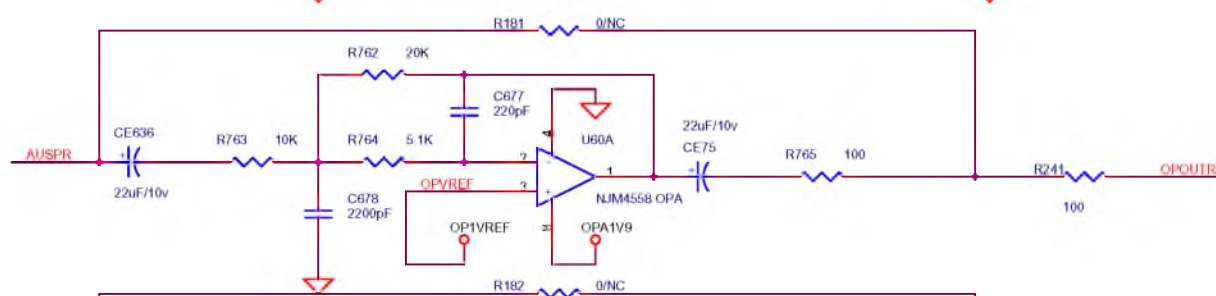 R181 0/NC
R762 20K
C677
220pF
CE636
AUSPR
22uF/10v
R763 10K
R764 5.1K
C678
2200pF
OPVREF
OP1VREF
2
3
4
8
1
U60A
NJM4558 OPA
OPA1V9
22uF/10v
CE75
R765 100
R241
100
OPOUTR
R182 0/NC